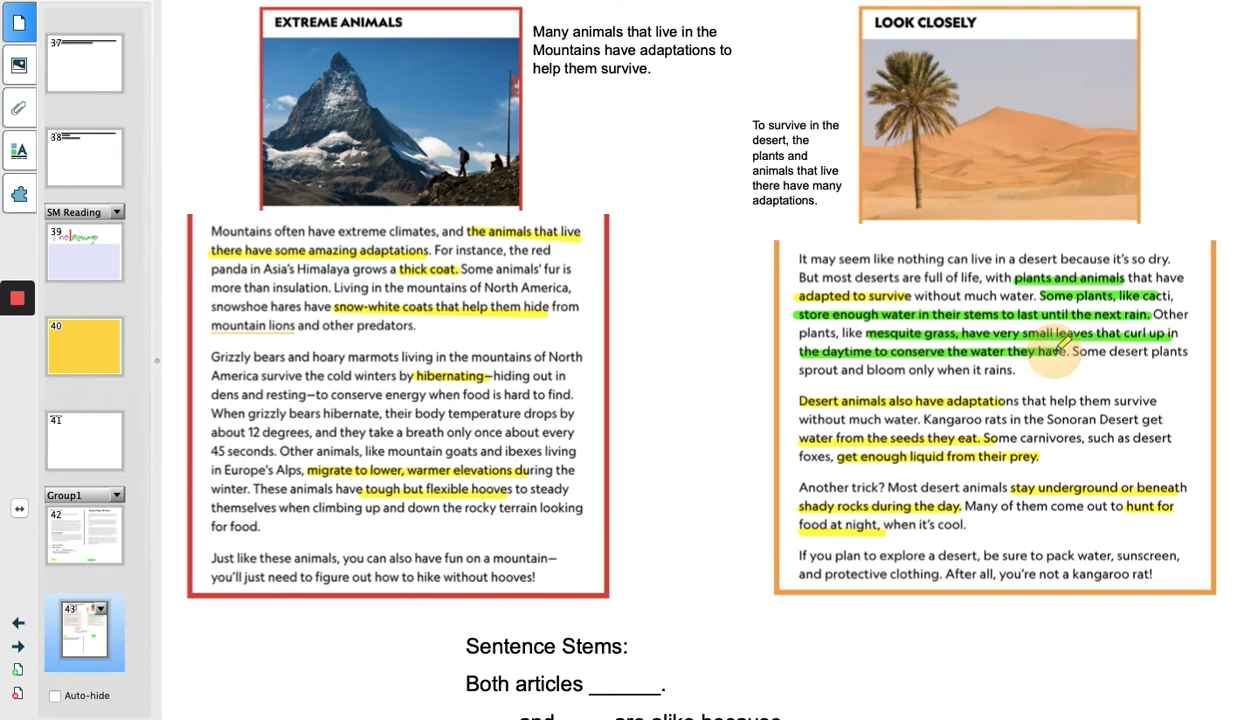 37
38
SM Reading
39
40
41
Group1
42
43
Auto-hide
EXTREME ANIMALS
Many animals that live in the
Mountains have adaptations to
help them survive.
Mountains often have extreme climates, and the animals that live
there have some amazing adaptations. For instance, the red
panda in Asia's Himalaya grows a thick coat. Some animals' fur is
more than insulation. Living in the mountains of North America,
snowshoe hares have snow-white coats that help them hide from
mountain lions and other predators.
Grizzly bears and hoary marmots living in the mountains of North
America survive the cold winters by hibernating—hiding out in
dens and resting—to conserve energy when food is hard to find.
When grizzly bears hibernate, their body temperature drops by
about 12 degrees, and they take a breath only once about every
45 seconds. Other animals, like mountain goats and ibexes living
in Europe's Alps, migrate to lower, warmer elevations during the
winter. These animals have tough but flexible hooves to steady
themselves when climbing up and down the rocky terrain looking
for food.
Just like these animals, you can also have fun on a mountain—
you'll just need to figure out how to hike without hooves!
LOOK CLOSELY
To survive in the
desert, the
plants and
animals that live
there have many
adaptations.
It may seem like nothing can live in a desert because it's so dry.
But most deserts are full of life, with plants and animals that have
adapted to survive without much water. Some plants, like cacti,
store enough water in their stems to last until the next rain. Other
plants, like mesquite grass, have very small leaves that curl up in
the daytime to conserve the water they have. Some desert plants
sprout and bloom only when it rains.
Desert animals also have adaptations that help them survive
without much water. Kangaroo rats in the Sonoran Desert get
water from the seeds they eat. Some carnivores, such as desert
foxes, get enough liquid from their prey.
Another trick? Most desert animals stay underground or beneath
shady rocks during the day. Many of them come out to hunt for
food at night, when it's cool.
If you plan to explore a desert, be sure to pack water, sunscreen,
and protective clothing. After all, you're not a kangaroo rat!
Sentence Stems:
Both articles ______.
and ____ are alike because